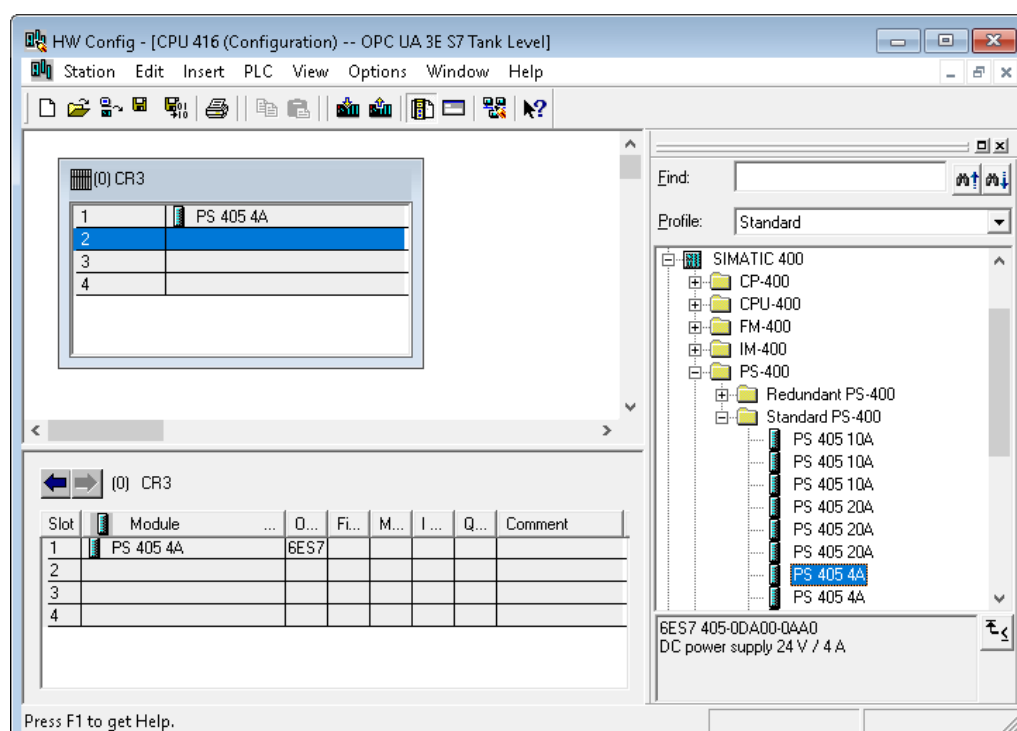 HW Config - [CPU 416 (Configuration) -- OPC UA 3E S7 Tank Level]
Station Edit Insert PLC View Options Window Help
(0) CR3
1 PS 405 4A
2
3
4
(0) CR3
Slot Module ... O... Fi... M... I ... Q... Comment
1 PS 405 4A 6ES7
2
3
4
Find:
Profile: Standard
SIMATIC 400
CP-400
CPU-400
FM-400
IM-400
PS-400
Redundant PS-400
Standard PS-400
PS 405 10A
PS 405 10A
PS 405 10A
PS 405 20A
PS 405 20A
PS 405 20A
PS 405 4A
PS 405 4A
6ES7 405-0DA00-0AA0
DC power supply 24 V / 4 A
Press F1 to get Help.